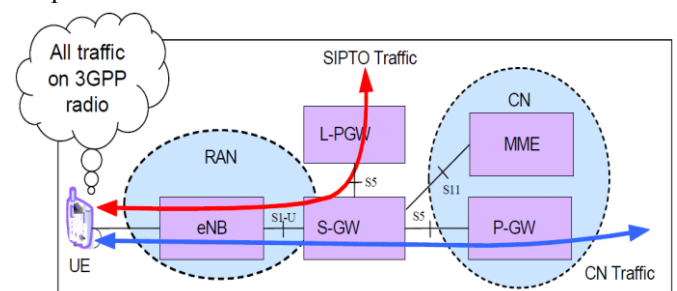 All traffic
on 3GPP
radio
SIPTO Traffic
CN
L-PGW
MME
RAN
S5
S11
eNB
S1-U
S-GW
S5
P-GW
UE
CN Traffic